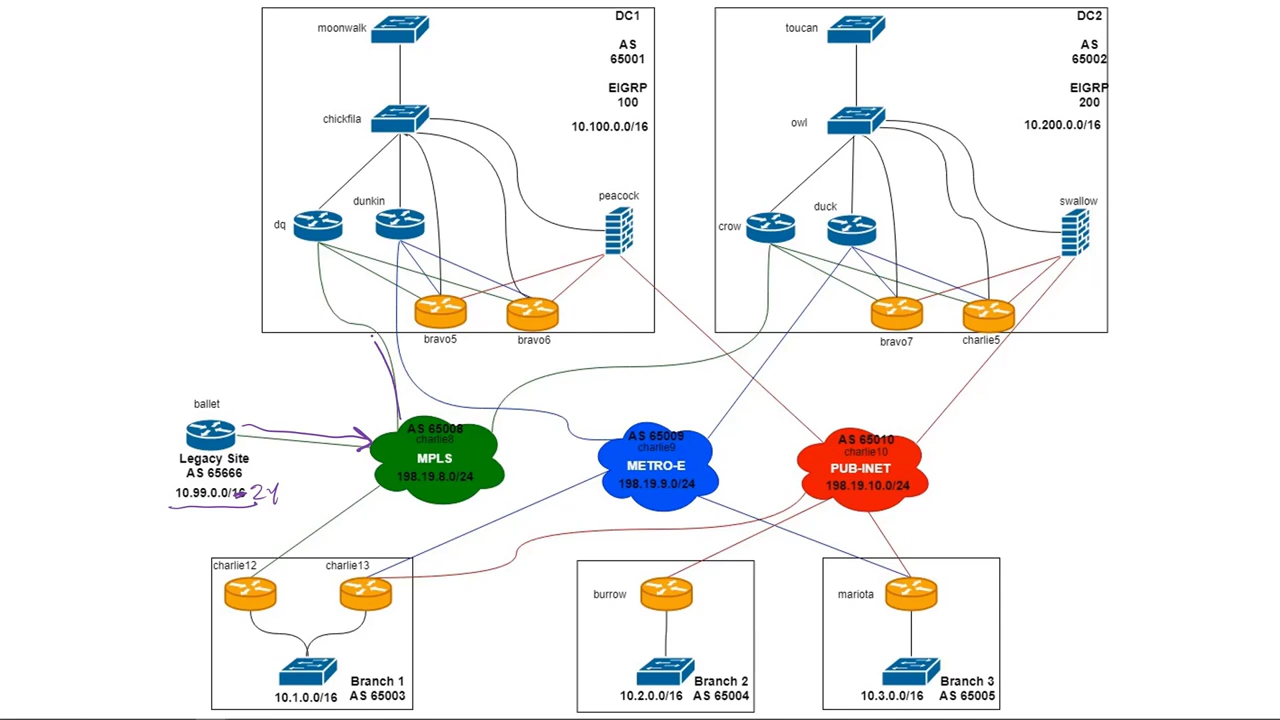 moonwalk
DC1
AS
65001
EIGRP
100
chickfila
10.100.0.0/16
dunkin
dq
peacock
bravo5
bravo6
toucan
DC2
AS
65002
EIGRP
200
owl
10.200.0.0/16
duck
crow
swallow
bravo7
charlie5
ballet
Legacy Site
AS 65666
10.99.0.0/16 24
AS 65008
charlie8
MPLS
198.19.8.0/24
AS 65009
charlie9
METRO-E
198.19.9.0/24
AS 65010
charlie10
PUB-INET
198.19.10.0/24
charlie12
charlie13
Branch 1
10.1.0.0/16 AS 65003
burrow
Branch 2
10.2.0.0/16 AS 65004
mariota
Branch 3
10.3.0.0/16 AS 65005